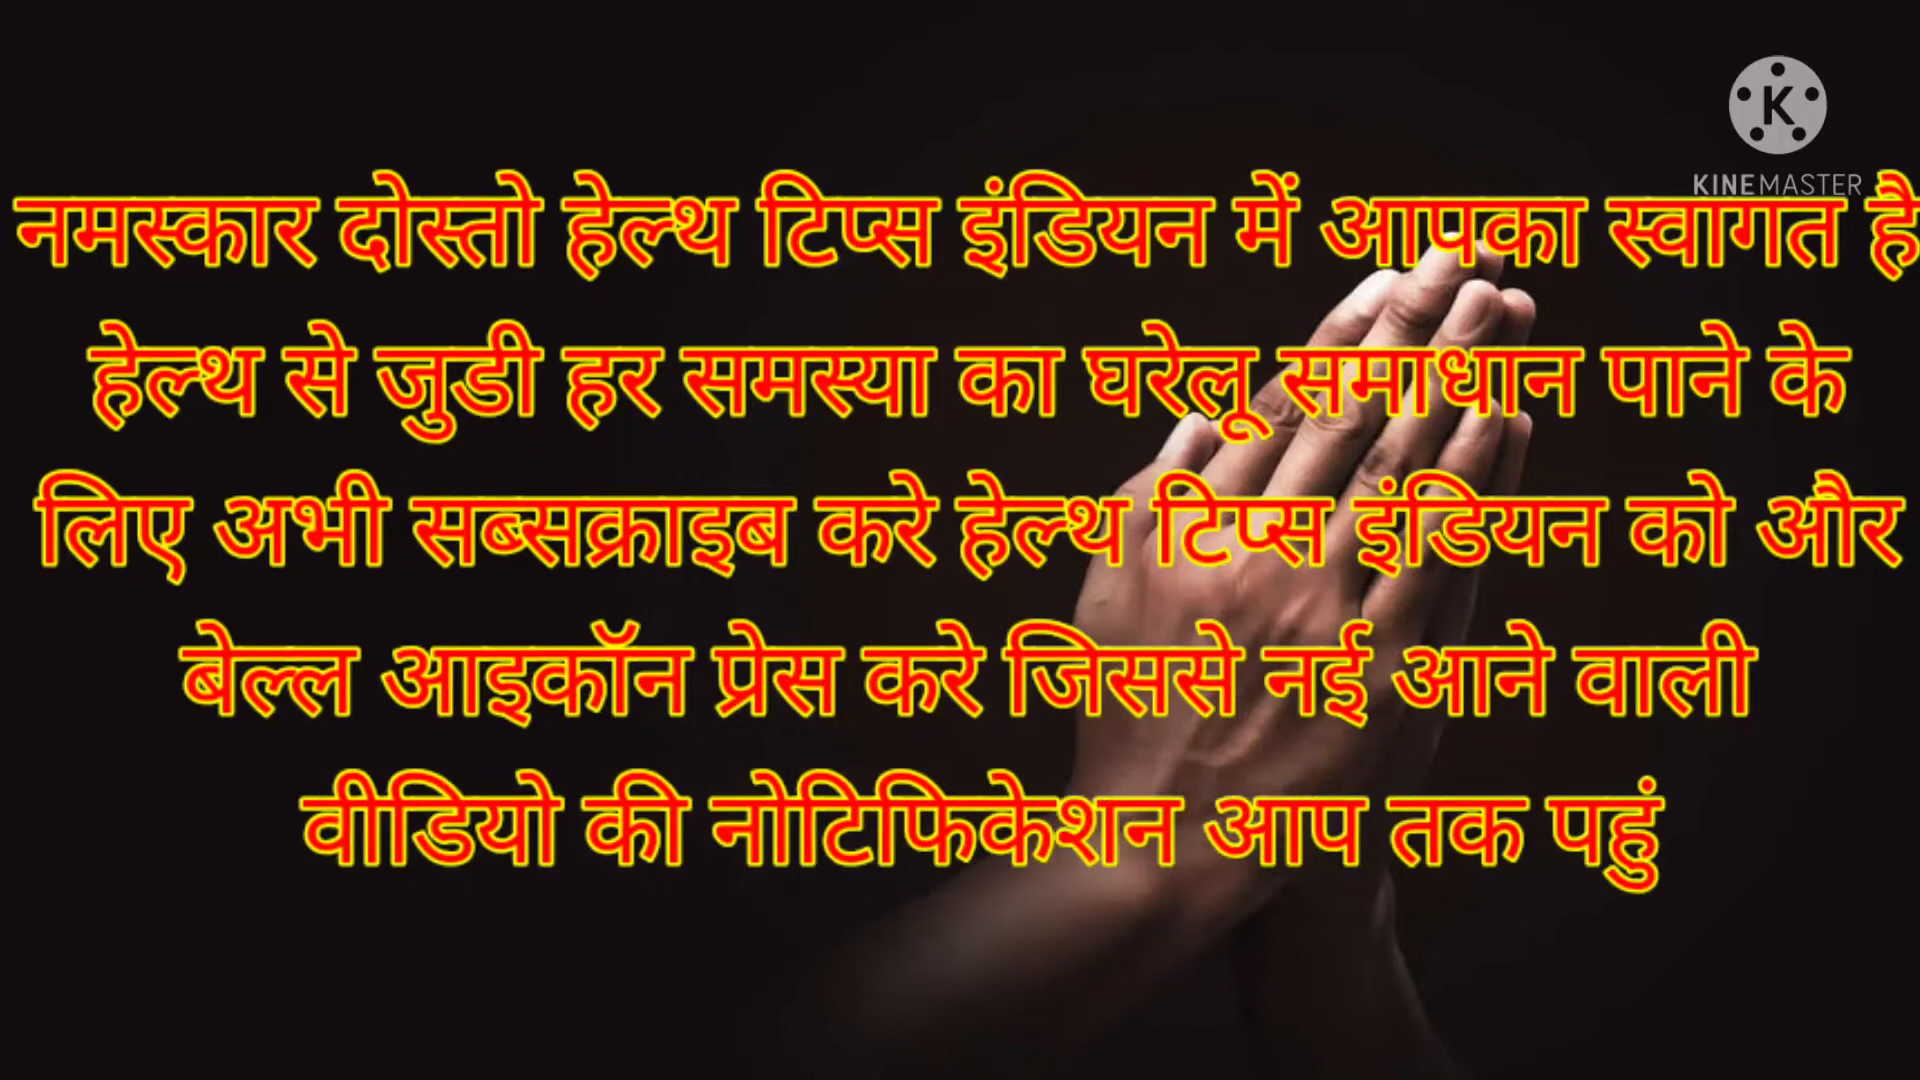 KINEMASTER
नमस्कार दोस्तो हेल्थ टिप्स इंडियन में आपका स्वागत है
हेल्थ से जुडी हर समस्या का घरेलू समाधान पाने के
लिए अभी सब्सक्राइब करे हेल्थ टिप्स इंडियन को और
बेल्ल आइकॉन प्रेस करे जिससे नई आने वाली
वीडियो की नोटिफिकेशन आप तक पहुं